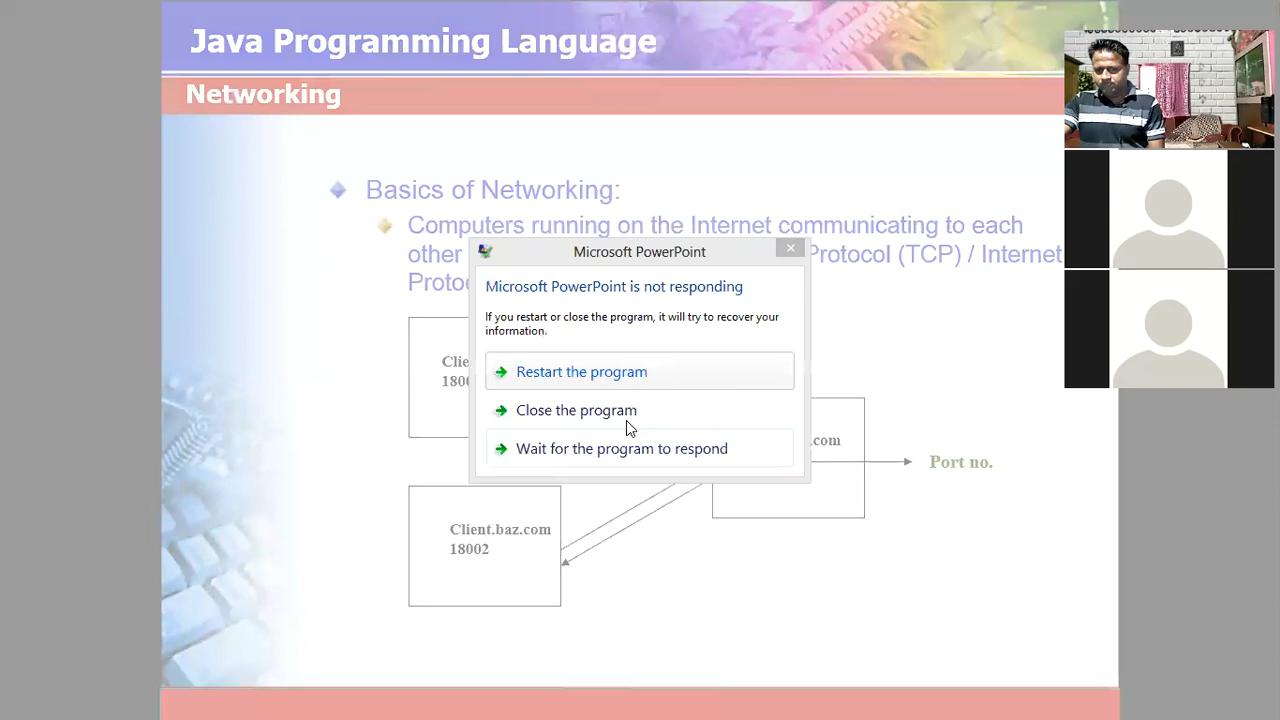 Java Programming Language
Networking
Basics of Networking:
Computers running on the Internet communicating to each
other
Protocol (TCP) / Internet
Microsoft PowerPoint
Microsoft PowerPoint is not responding
If you restart or close the program, it will try to recover your
information.
Restart the program
Close the program
Wait for the program to respond
.com
Port no.
Client.baz.com
18002